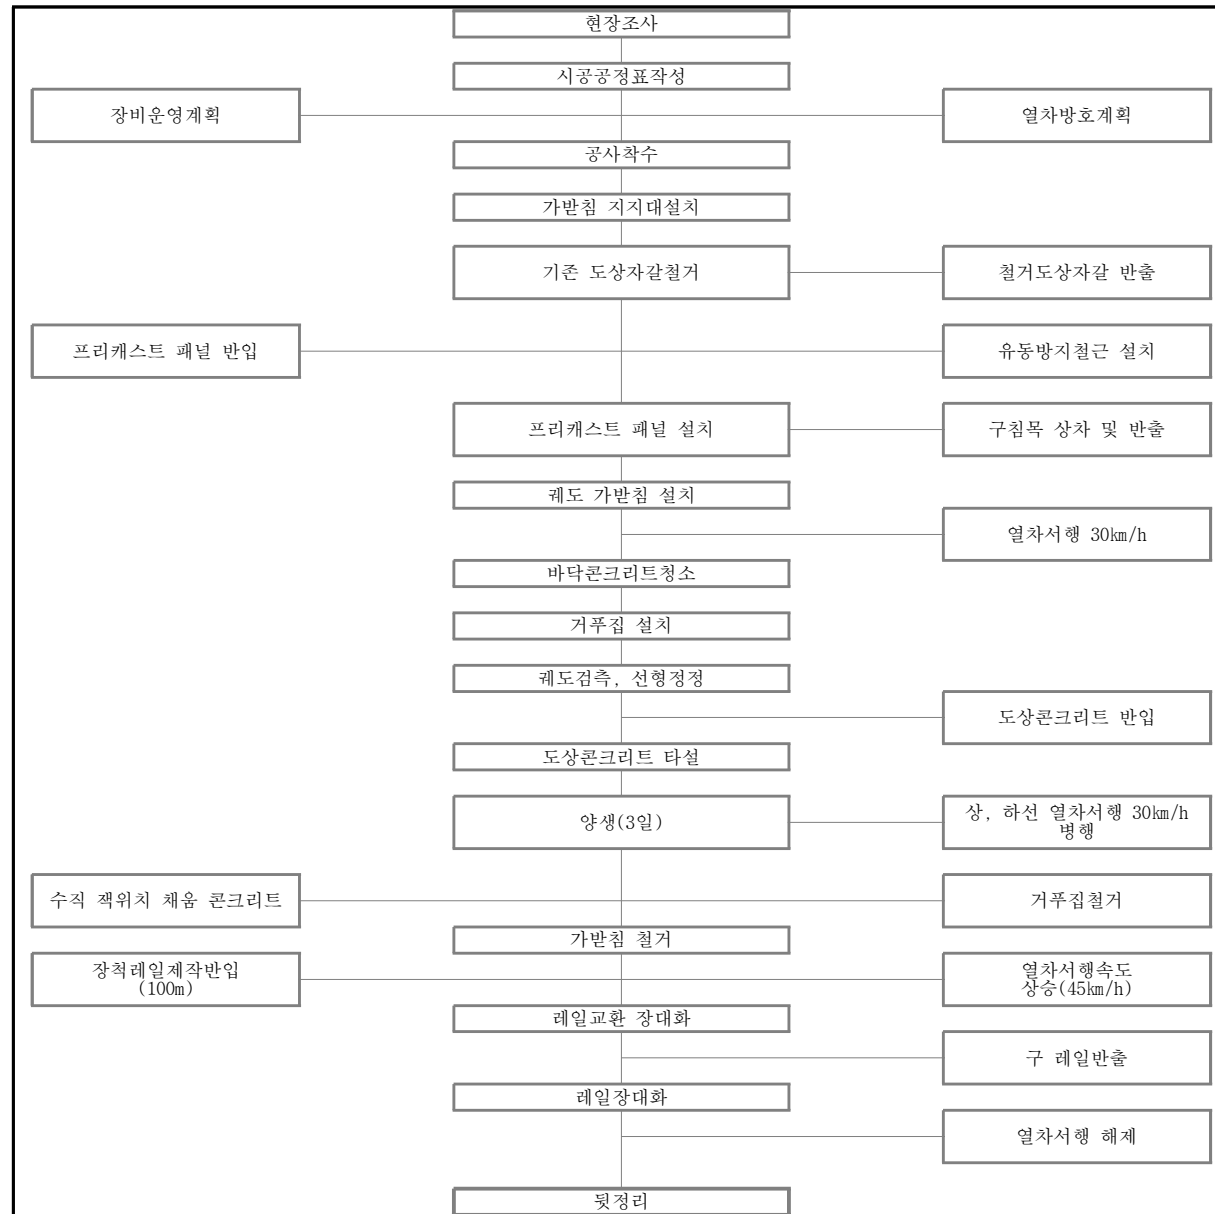 현장조사
시공공정표작성
장비운영계획
열차방호계획
공사착수
가받침 지지대설치
기존 도상자갈철거
철거도상자갈 반출
프리캐스트 패널 반입
유동방지철근 설치
프리캐스트 패널 설치
구침목 상차 및 반출
궤도 가받침 설치
열차서행 30㎞/h
바닥콘크리트청소
거푸집 설치
궤도검측, 선형정정
도상콘크리트 반입
도상콘크리트 타설
양생(3일)
상, 하선 열차서행 30㎞/h
병행
수직 잭위치 채움 콘크리트
거푸집철거
가받침 철거
장척레일제작반입
(100m)
열차서행속도
상승(45㎞/h)
레일교환 장대화
구 레일반출
레일장대화
열차서행 해제
뒷정리